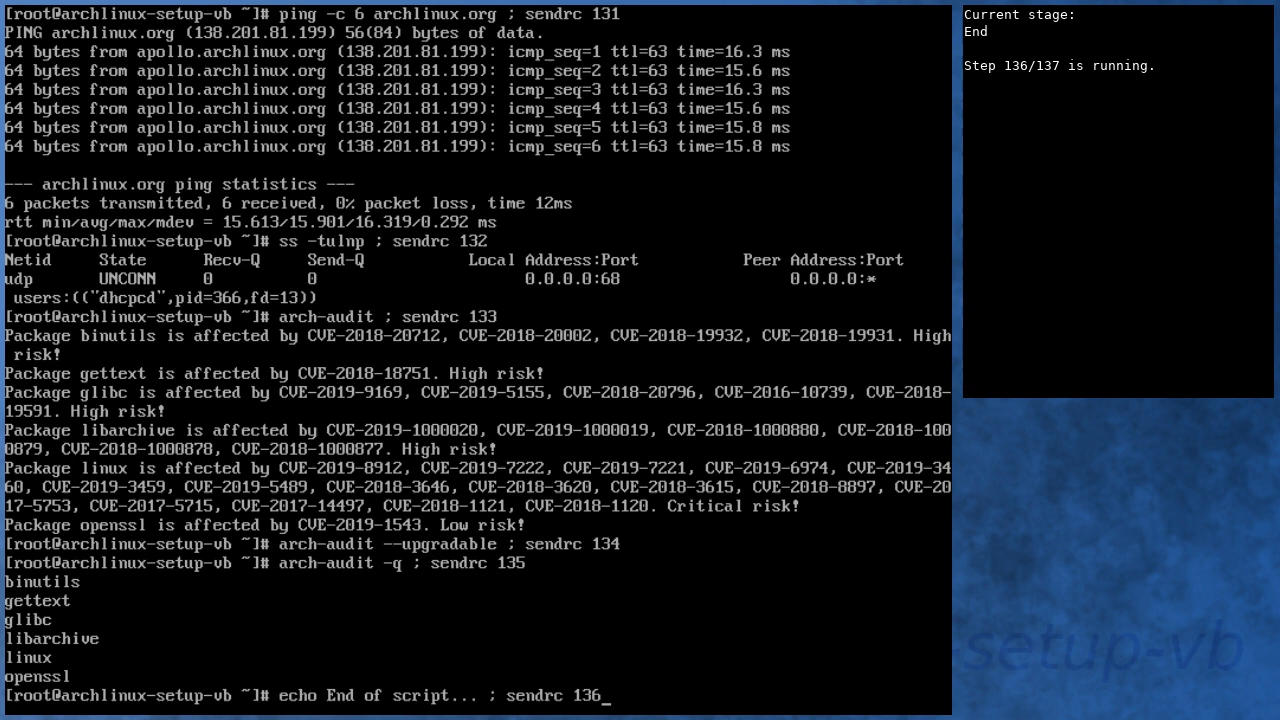 [root@archlinux-setup-vb ~]# ping -c 6 archlinux.org ; sendrc 131
PING archlinux.org (138.201.81.199) 56(84) bytes of data.
64 bytes from apollo.archlinux.org (138.201.81.199): icmp_seq=1 ttl=63 time=16.3 ms
64 bytes from apollo.archlinux.org (138.201.81.199): icmp_seq=2 ttl=63 time=15.6 ms
64 bytes from apollo.archlinux.org (138.201.81.199): icmp_seq=3 ttl=63 time=16.3 ms
64 bytes from apollo.archlinux.org (138.201.81.199): icmp_seq=4 ttl=63 time=15.6 ms
64 bytes from apollo.archlinux.org (138.201.81.199): icmp_seq=5 ttl=63 time=15.8 ms
64 bytes from apollo.archlinux.org (138.201.81.199): icmp_seq=6 ttl=63 time=15.8 ms
--- archlinux.org ping statistics ---
6 packets transmitted, 6 received, 0% packet loss, time 12ms
rtt min/avg/max/mdev = 15.613/15.901/16.319/0.292 ms
[root@archlinux-setup-vb ~]# ss -tulnp ; sendrc 132
Netid State Recv-Q Send-Q Local Address:Port Peer Address:Port
udp UNCONN 0 0 0.0.0.0:68 0.0.0.0:*
users:(("dhcpcd",pid=366,fd=13))
[root@archlinux-setup-vb ~]# arch-audit ; sendrc 133
Package binutils is affected by CVE-2018-20712, CVE-2018-20002, CVE-2018-19932, CVE-2018-19931. High
risk!
Package gettext is affected by CVE-2018-18751. High risk!
Package glibc is affected by CVE-2019-9169, CVE-2019-5155, CVE-2018-20796, CVE-2016-10739, CVE-2018-
19591. High risk!
Package libarchive is affected by CVE-2019-1000020, CVE-2019-1000019, CVE-2018-1000880, CVE-2018-100
0879, CVE-2018-1000878, CVE-2018-1000877. High risk!
Package linux is affected by CVE-2019-8912, CVE-2019-7222, CVE-2019-7221, CVE-2019-6974, CVE-2019-34
60, CVE-2019-3459, CVE-2019-5489, CVE-2018-3646, CVE-2018-3620, CVE-2018-3615, CVE-2018-8897, CVE-20
17-5753, CVE-2017-5715, CVE-2017-14497, CVE-2018-1121, CVE-2018-1120. Critical risk!
Package openssl is affected by CVE-2019-1543. Low risk!
[root@archlinux-setup-vb ~]# arch-audit --upgradable ; sendrc 134
[root@archlinux-setup-vb ~]# arch-audit -q ; sendrc 135
binutils
gettext
glibc
libarchive
linux
openssl
[root@archlinux-setup-vb ~]# echo End of script... ; sendrc 136_
Current stage:
End
Step 136/137 is running.
-setup-vb